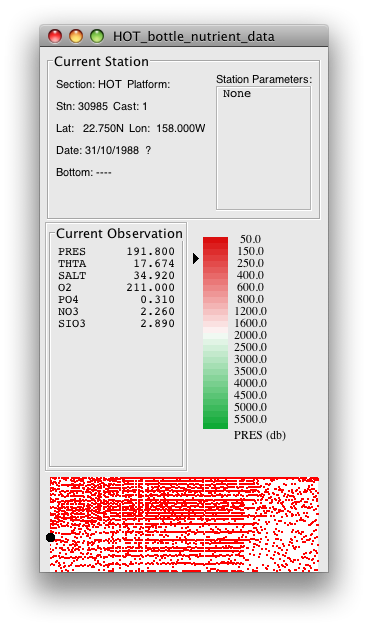 HOT_bottle_nutrient_data
Current Station
Section: HOT Platform:
Stn: 30985 Cast: 1
Lat: 22.750N Lon: 158.000W
Date: 31/10/1988 ?
Bottom: ----
Station Parameters:
None
Current Observation
PRES 191.800
THTA 17.674
SALT 34.920
O2 211.000
PO4 0.310
NO3 2.260
SIO3 2.890
50.0
150.0
250.0
400.0
600.0
800.0
1200.0
1600.0
2000.0
2500.0
3000.0
3500.0
4000.0
4500.0
5000.0
5500.0
PRES (db)